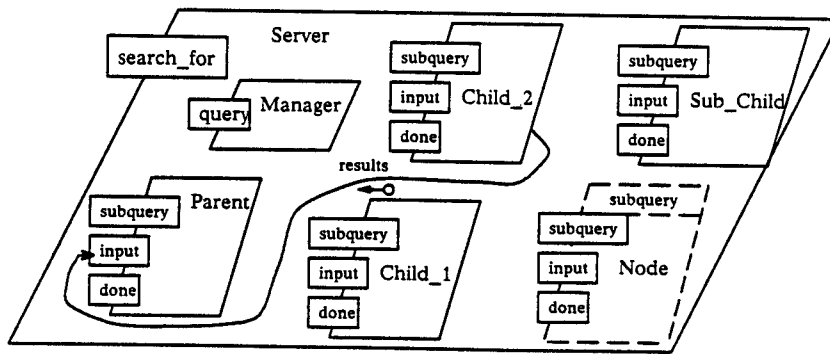 Server
search_for
Manager
query
subquery
input
done
Child_2
subquery
input
done
Sub_Child
results
subquery
input
done
Parent
subquery
input
done
Child_1
subquery
subquery
input
done
Node